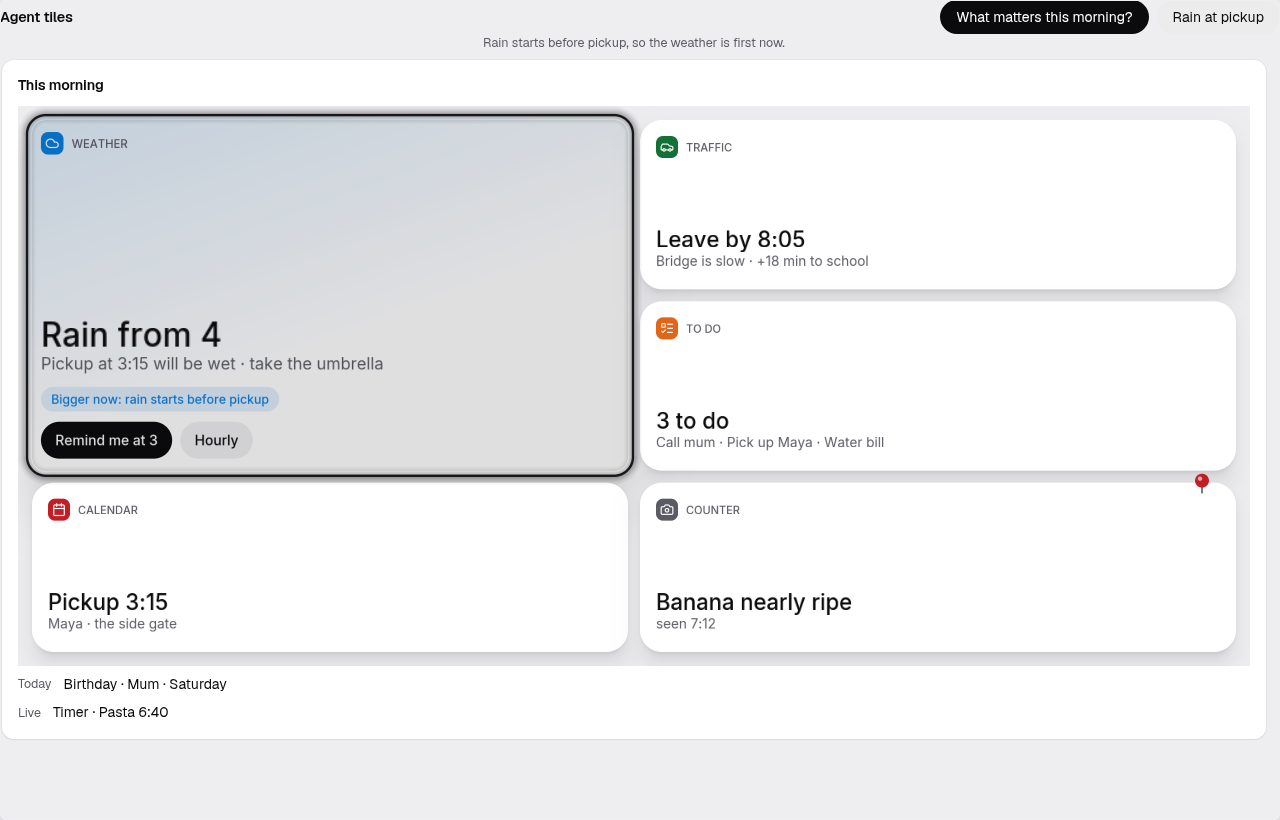 Agent tiles
What matters this morning?
Rain at pickup
Rain starts before pickup, so the weather is first now.
This morning
WEATHER
Rain from 4
Pickup at 3:15 will be wet · take the umbrella
Bigger now: rain starts before pickup
Remind me at 3
Hourly
TRAFFIC
Leave by 8:05
Bridge is slow · +18 min to school
TO DO
3 to do
Call mum · Pick up Maya · Water bill
CALENDAR
Pickup 3:15
Maya · the side gate
COUNTER
Banana nearly ripe
seen 7:12
Today Birthday · Mum · Saturday
Live Timer · Pasta 6:40